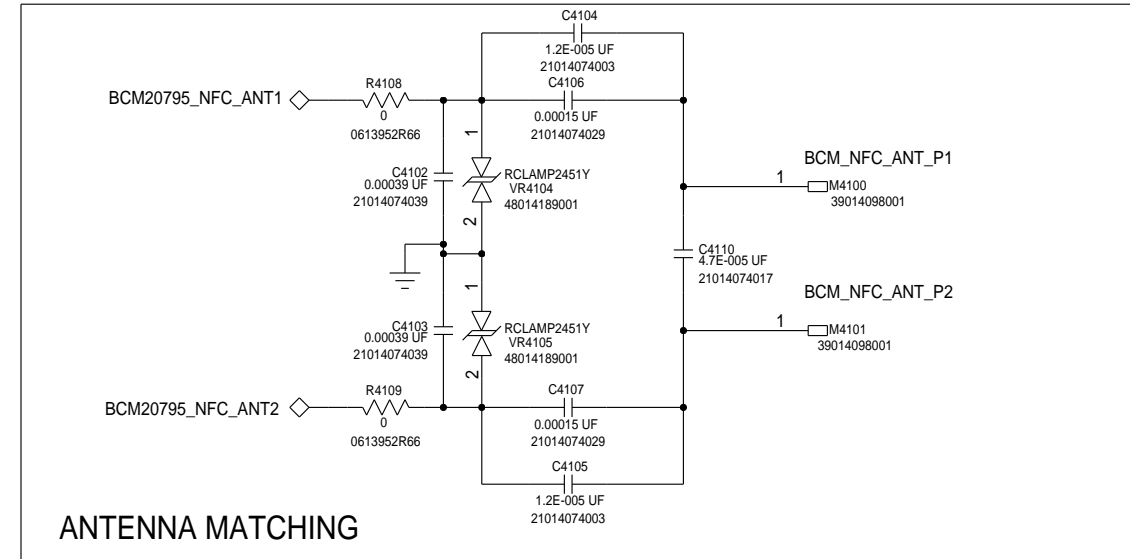 C4104
1.2E-005 UF
21014074003
C4106
0.00015 UF
21014074029
BCM20795_NFC_ANT1
R4108
0
0613952R66
1
C4102
0.00039 UF
21014074039
RCLAMP2451Y
VR4104
48014189001
2
BCM_NFC_ANT_P1
1
M4100
39014098001
C4110
4.7E-005 UF
21014074017
1
C4103
0.00039 UF
21014074039
RCLAMP2451Y
VR4105
48014189001
2
BCM_NFC_ANT_P2
1
M4101
39014098001
BCM20795_NFC_ANT2
R4109
0
0613952R66
C4107
0.00015 UF
21014074029
C4105
1.2E-005 UF
21014074003
ANTENNA MATCHING